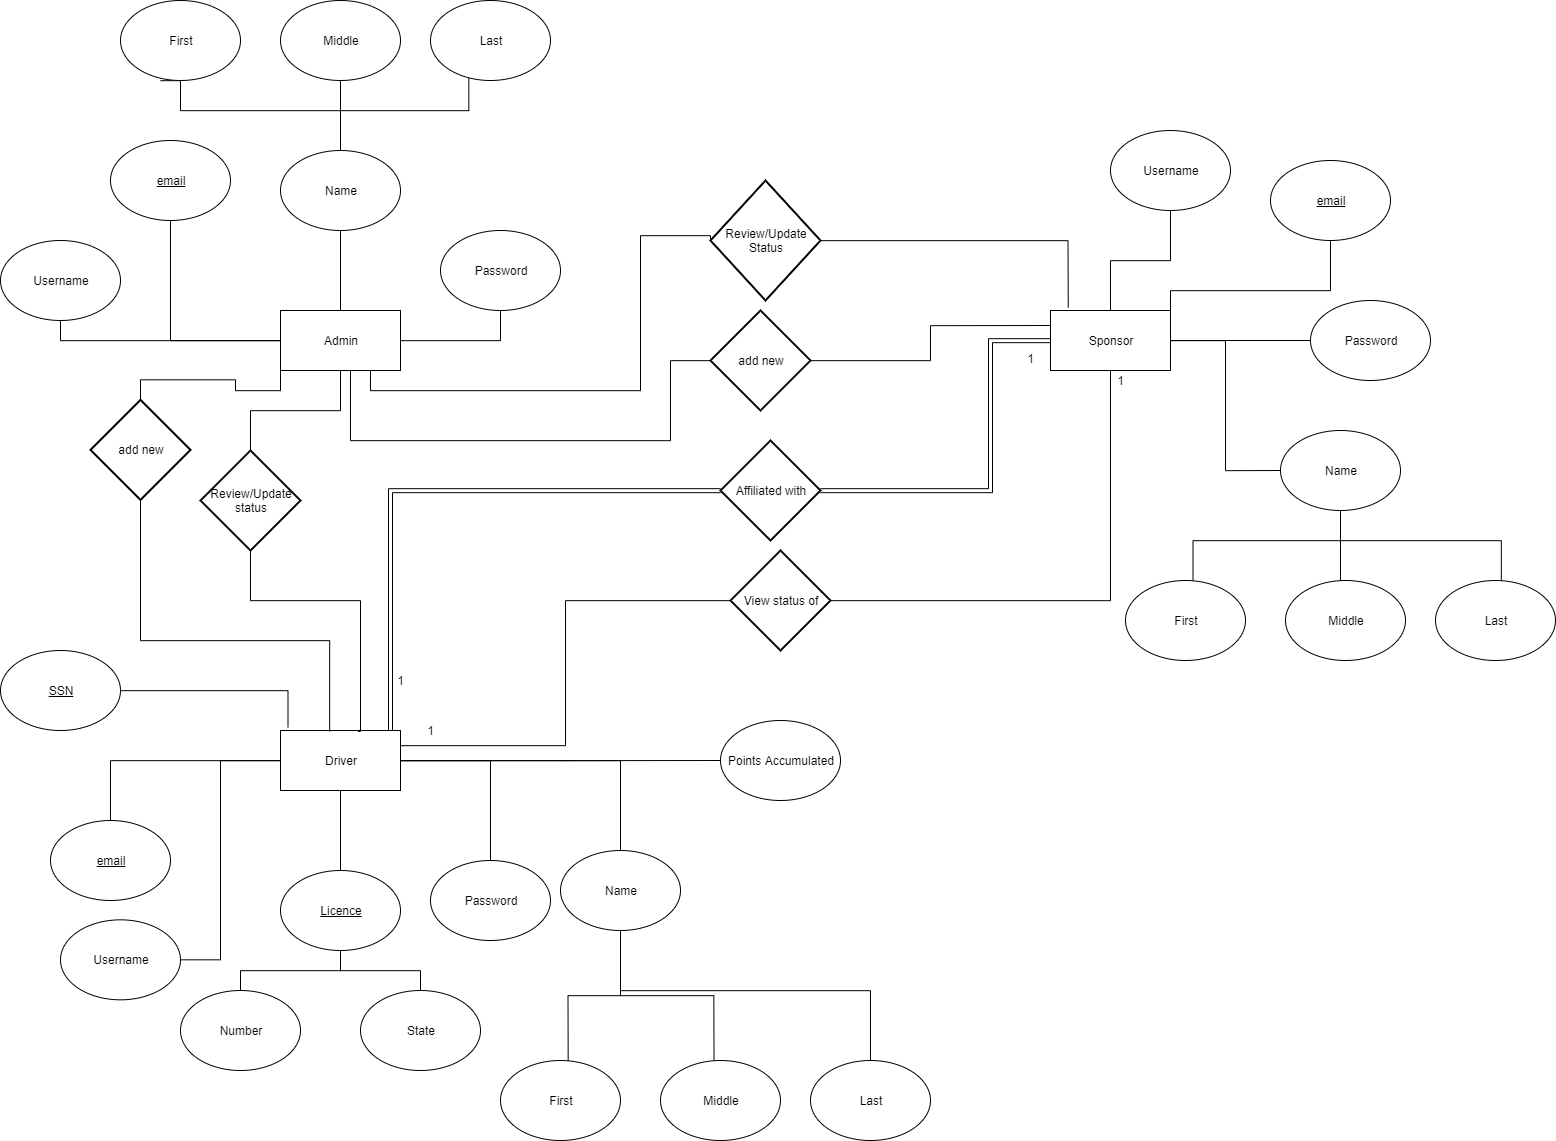 First
Middle
Last
email
Name
Username
Password
Admin
Review/Update
Status
add new
Username
email
Sponsor
Password
1
1
Name
First
Middle
Last
add new
Review/Update
status
Affiliated with
View status of
1
1
SSN
Driver
Points Accumulated
email
Username
Licence
Password
Name
Number
State
First
Middle
Last